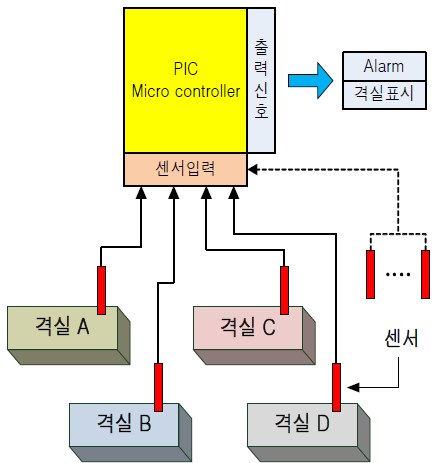 PIC
Micro controller
출력신호
Alarm
격실표시
센서입력
격실 A
격실 C
센서
격실 B
격실 D